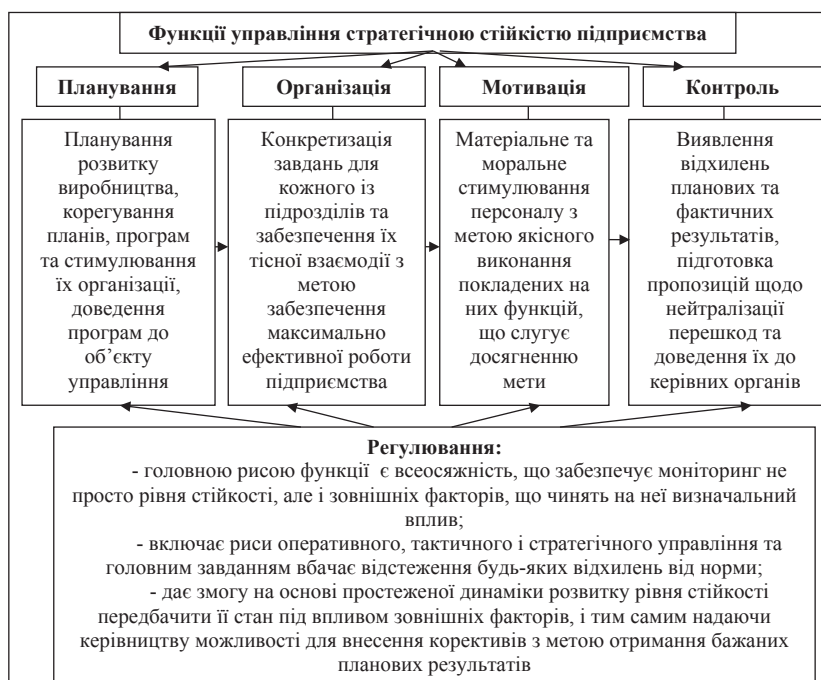 Функції управління стратегічною стійкістю підприємства
Планування
Організація
Мотивація
Контроль
Планування
розвитку
виробництва,
корегування
планів, програм
та стимулювання
їх організації,
доведення
програм до
об’єкту
управління
Конкретизація
завдань для
кожного із
підрозділів та
забезпечення їх
тісної взаємодії з
метою
забезпечення
максимально
ефективної роботи
підприємства
Матеріальне та
моральне
стимулювання
персоналу з
метою якісного
виконання
покладених на
них функцій,
що слугує
досягненню
мети
Виявлення
відхилень
планових та
фактичних
результатів,
підготовка
пропозицій щодо
нейтралізації
перешкод та
доведення їх до
керівних органів
Регулювання:
- головною рисою функції є всеосяжність, що забезпечує моніторинг не
просто рівня стійкості, але і зовнішніх факторів, що чинять на неї визначальний
вплив;
- включає риси оперативного, тактичного і стратегічного управління та
головним завданням вбачає відстеження будь-яких відхилень від норми;
- дає змогу на основі простеженої динаміки розвитку рівня стійкості
передбачити її стан під впливом зовнішніх факторів, і тим самим надаючи
керівництву можливості для внесення корективів з метою отримання бажаних
планових результатів